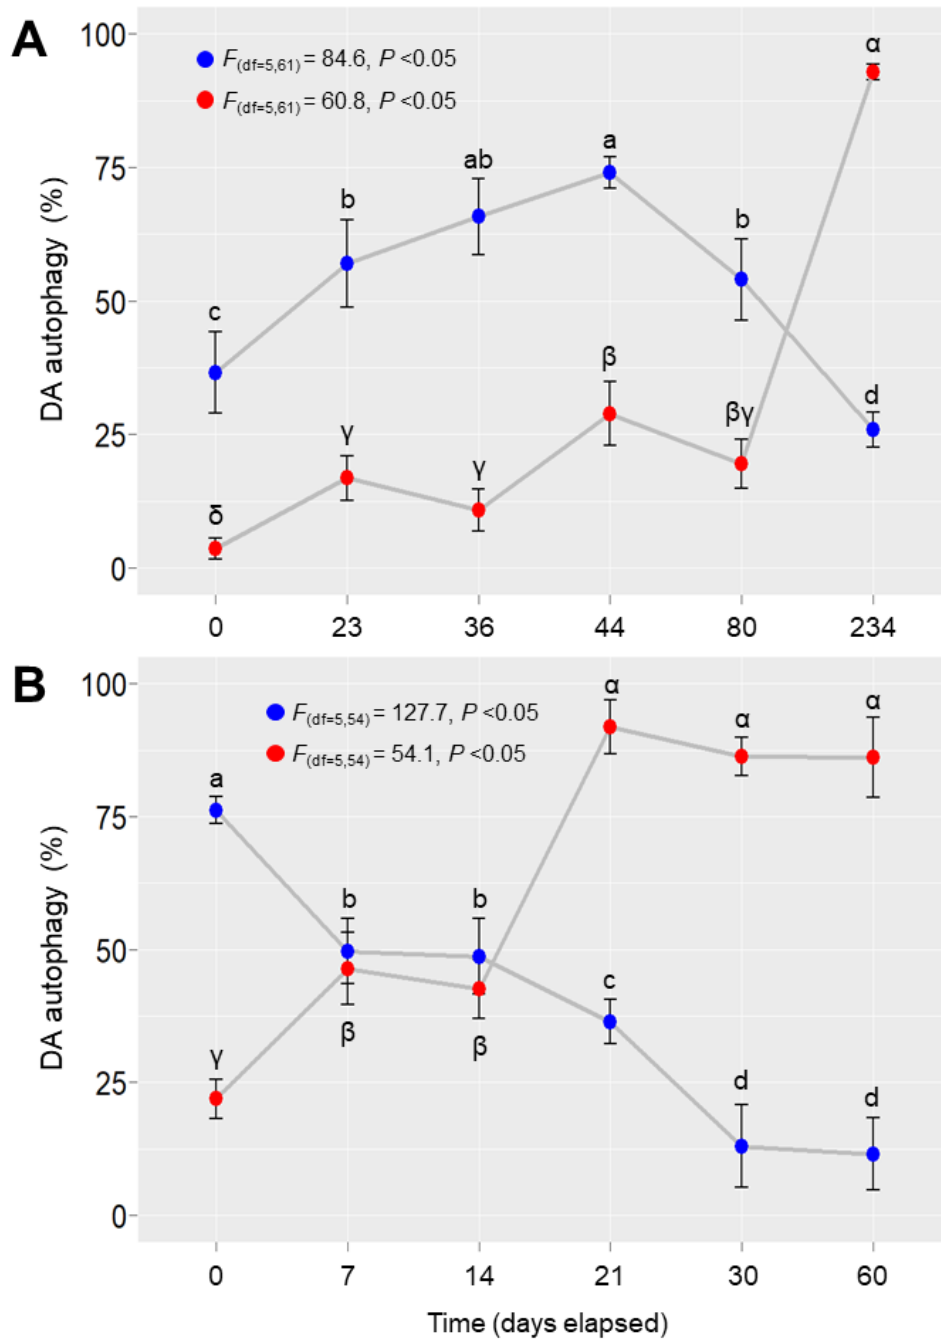 A
100
α
F(df=5,61) = 84.6, P <0.05
F(df=5,61) = 60.8, P <0.05
a
ab
75
b
b
DA autophagy (%)
50
c
β
d
βγ
25
γ
γ
δ
0
0 23 36 44 80 234
B
100
α
α
α
F(df=5,54) = 127.7, P <0.05
F(df=5,54) = 54.1, P <0.05
a
75
DA autophagy (%)
b b
50
c
β β
γ
d
25
d
0
0 7 14 21 30 60
Time (days elapsed)